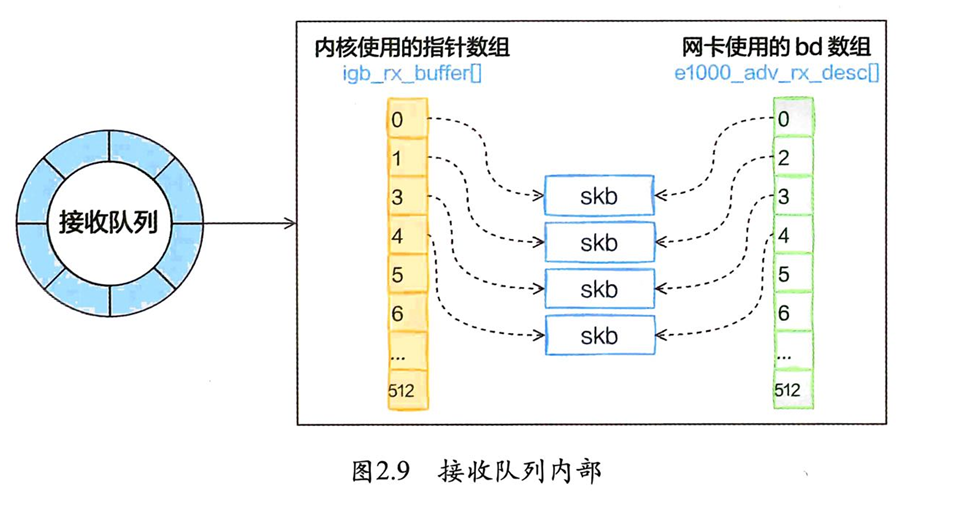 内核使用的指针数组
igb_rx_buffer[]
网卡使用的 bd 数组
e1000_adv_rx_desc[]
接收队列
0
1
3
4
5
6
...
512
skb
skb
skb
skb
0
2
3
4
5
6
...
512
图2.9 接收队列内部